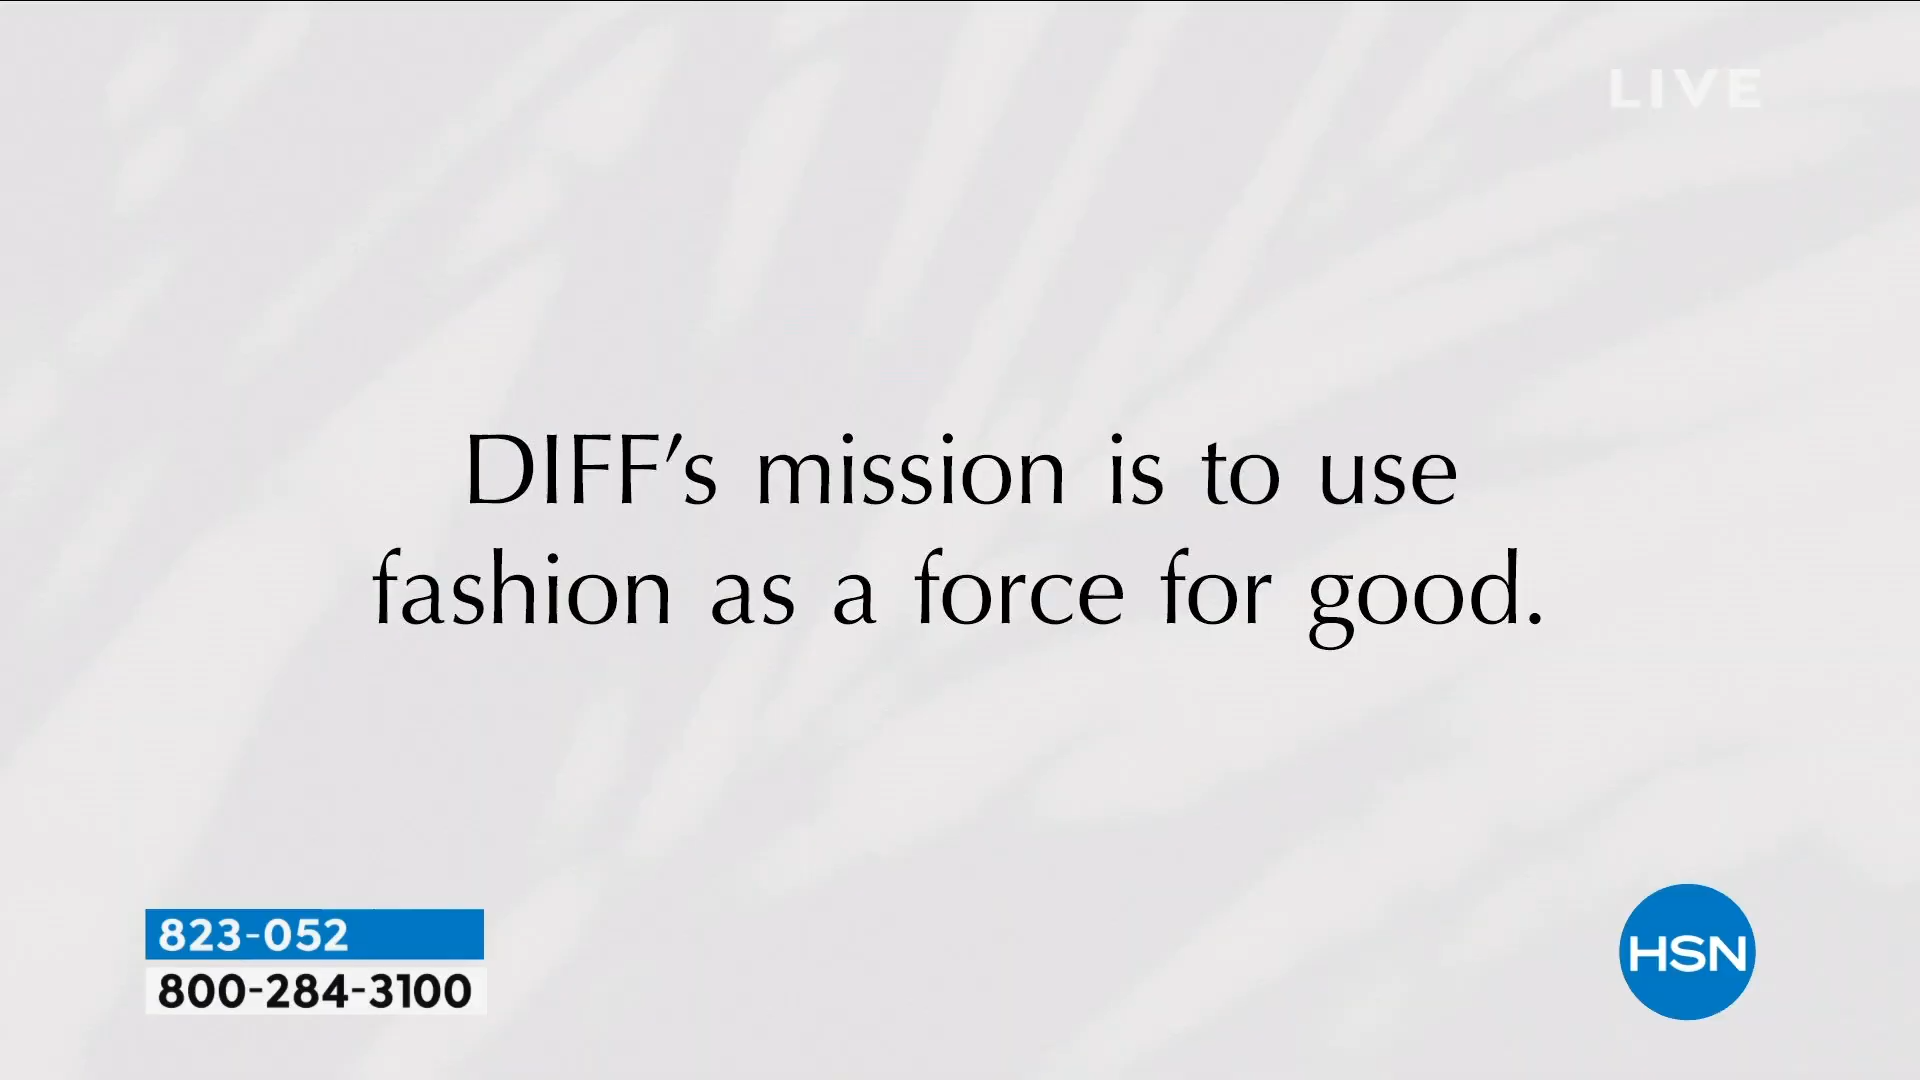 LIVE
DIFF’s mission is to use
fashion as a force for good.
823-052
800-284-3100
HSN